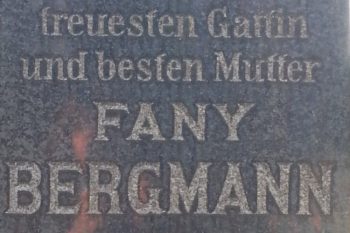 treuesten Gattin
und besten Mutter
FANY
BERGMANN